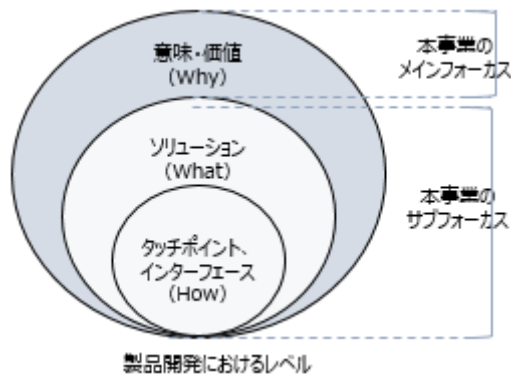 意味・価値
(Why)
本事業の
メインフォーカス
ソリューション
(What)
本事業の
サブフォーカス
タッチポイント、
インターフェース
(How)
製品開発におけるレベル